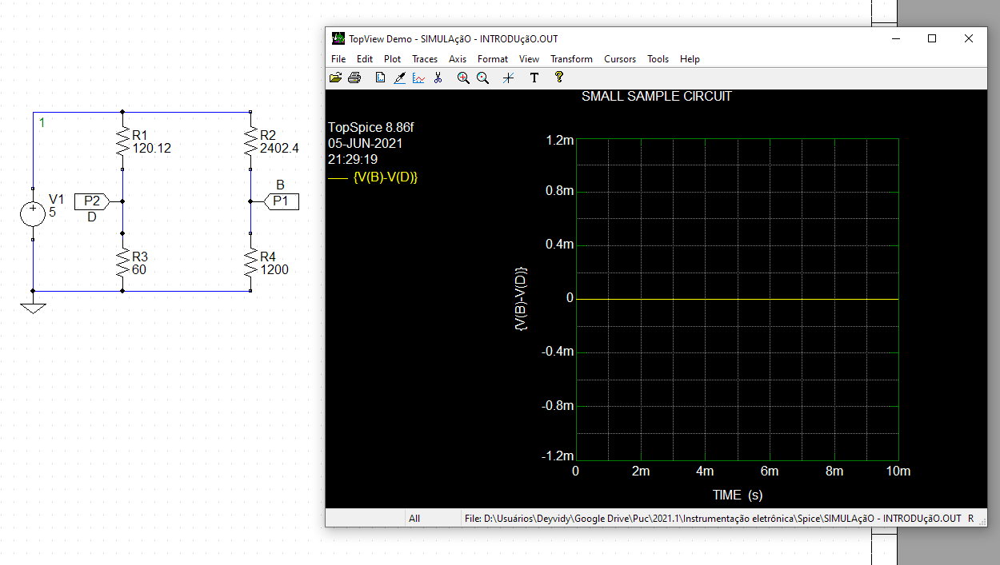 TopView Demo - SIMULAçãO - INTRODUçãO.OUT
File Edit Plot Traces Axis Format View Transform Cursors Tools Help
T ?
SMALL SAMPLE CIRCUIT
TopSpice 8.86f
05-JUN-2021
21:29:19
{V(B)-V(D)}
1.2m
0.8m
0.4m
0
-0.4m
-0.8m
-1.2m
{V(B)-V(D)}
0 2m 4m 6m 8m 10m
TIME (s)
All File: D:\Usuários\Deyvidy\Google Drive\Puc\2021.1\Instrumentação eletrônica\Spice\SIMULAçãO - INTRODUçãO.OUT R
1
R1
120.12
R2
2402.4
V1
5
P2
D
B
P1
R3
60
R4
1200